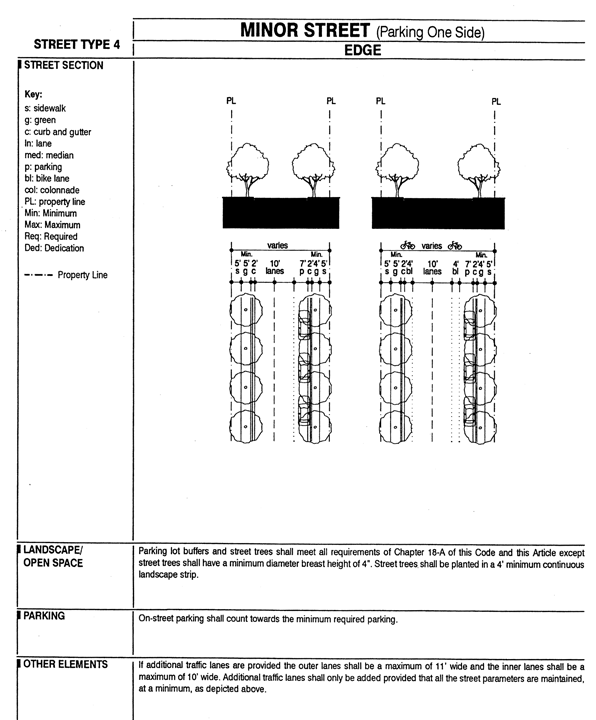 STREET TYPE 4
MINOR STREET (Parking One Side)
EDGE
STREET SECTION
Key:
s: sidewalk
g: green
c: curb and gutter
ln: lane
med: median
p: parking
bl: bike lane
col: colonnade
PL: property line
Min: Minimum
Max: Maximum
Req: Required
Ded: Dedication
Property Line
PL PL PL PL
varies varies
Min. Min. Min. Min.
5' 5' 2' 10' 7' 2'4' 5' 5' 5' 2'4' 10' 4' 7' 2'4' 5'
s g c lanes p c g s s g c bl lanes bl p c g s
LANDSCAPE/
OPEN SPACE
Parking lot buffers and street trees shall meet all requirements of Chapter 18-A of this Code and this Article except
street trees shall have a minimum diameter breast height of 4". Street trees shall be planted in a 4' minimum continuous
landscape strip.
PARKING
On-street parking shall count towards the minimum required parking.
OTHER ELEMENTS
If additional traffic lanes are provided the outer lanes shall be a maximum of 11' wide and the inner lanes shall be a
maximum of 10' wide. Additional traffic lanes shall only be added provided that all the street parameters are maintained,
at a minimum, as depicted above.